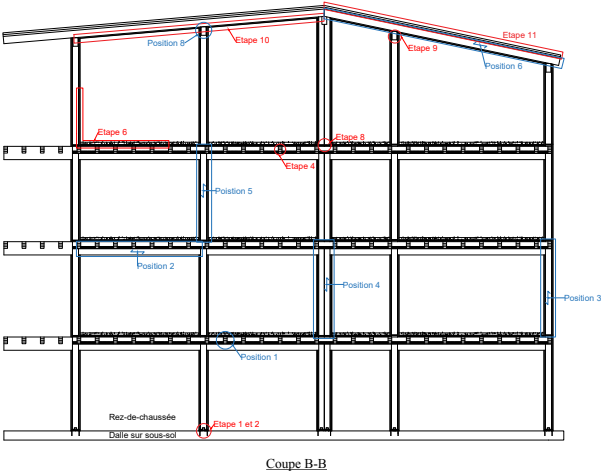 Etape 11
Position 8
Etape 10
Etape 9
Position 6
Etape 6
Etape 8
Etape 4
Poistion 5
Position 2
Position 4
Position 3
Position 1
Rez-de-chaussée
Etape 1 et 2
Dalle sur sous-sol
Coupe B-B